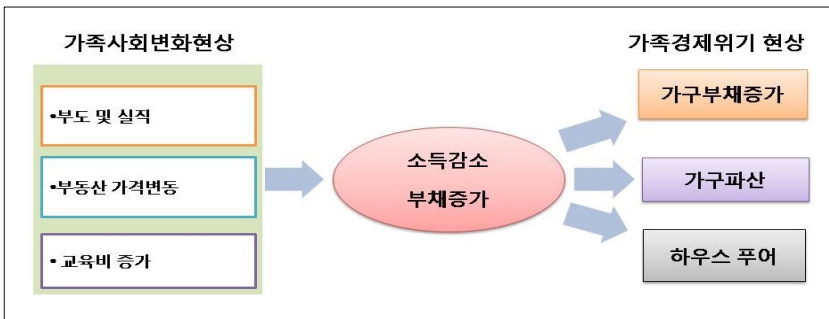 가족사회변화현상
•부도 및 실직
•부동산 가격변동
• 교육비 증가
소득감소
부채증가
가족경제위기 현상
가구부채증가
가구파산
하우스 푸어